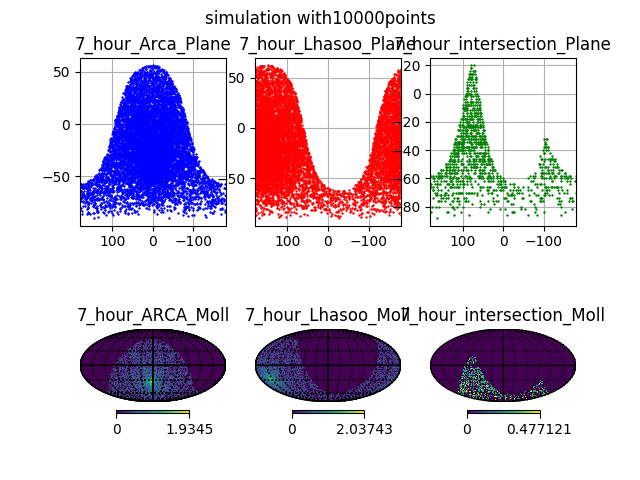 simulation with10000points
7_hour_Arca_Plane 7_hour_Lhasoo_Plane 7_hour_intersection_Plane
50 20
0 0 0
−20
−40
−50 50 −60
80
100 0 −100 100 0 −100 100 0 −100
7_hour_ARCA_Moll 7_hour_Lhasoo_Moll 7_hour_intersection_Moll
0 1.9345 0 2.03743 0 0.477121